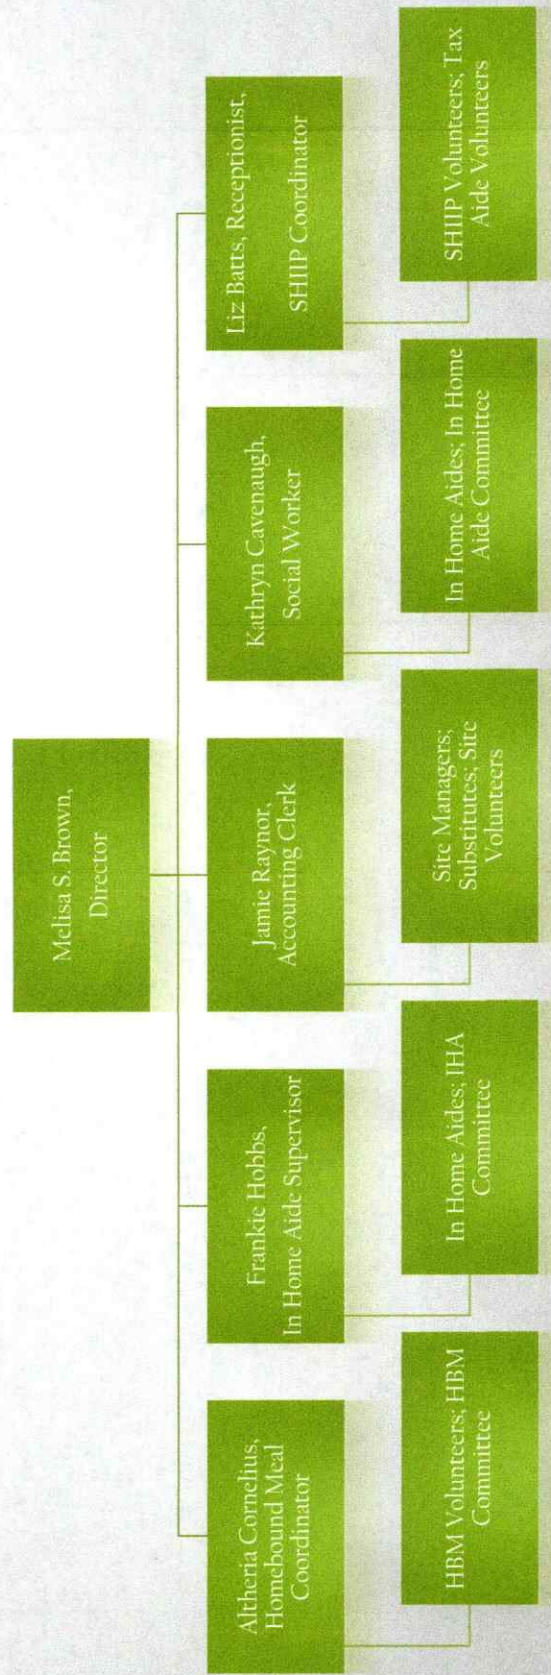 Melisa S. Brown,
Director
Altheria Cornelius,
Homebound Meal
Coordinator
Frankie Hobbs,
In Home Aide Supervisor
Jamie Raynor,
Accounting Clerk
Kathryn Cavenaugh,
Social Worker
Liz Batts, Receptionist,
SHIIP Coordinator
HBM Volunteers; HBM
Committee
In Home Aides; IHA
Committee
Site Managers;
Substitutes; Site
Volunteers
In Home Aides; In Home
Aide Committee
SHIIP Volunteers; Tax
Aide Volunteers